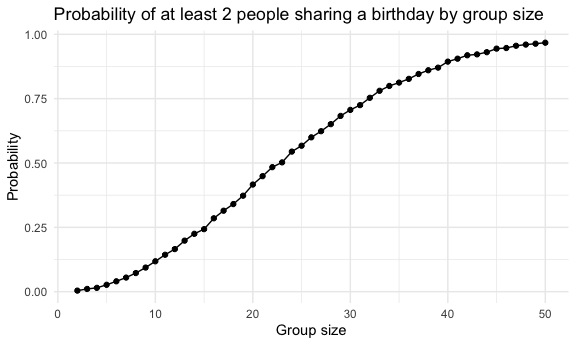 Probability of at least 2 people sharing a birthday by group size
1.00
0.75
0.50
0.25
0.00
Probability
0 10 20 30 40 50
Group size